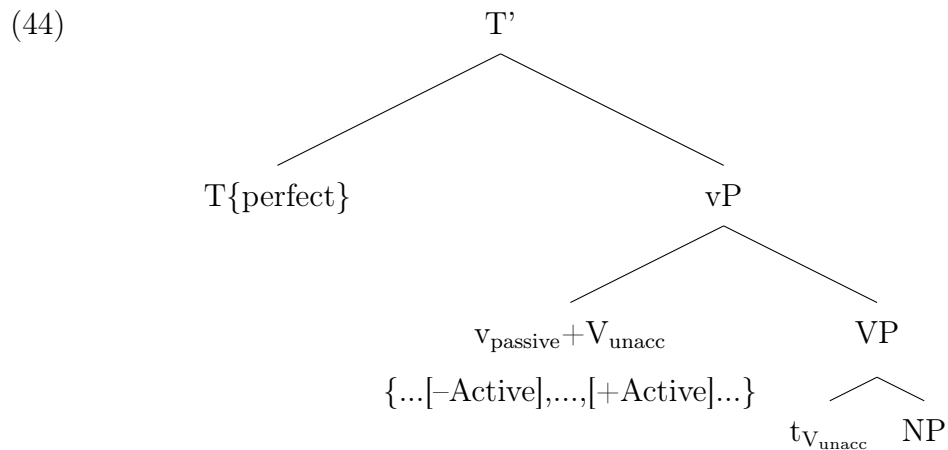 (44) T'
T{perfect} vP
v_passive+V_unacc VP
{...[–Active],...,[+Active]...}
t_V_unacc NP